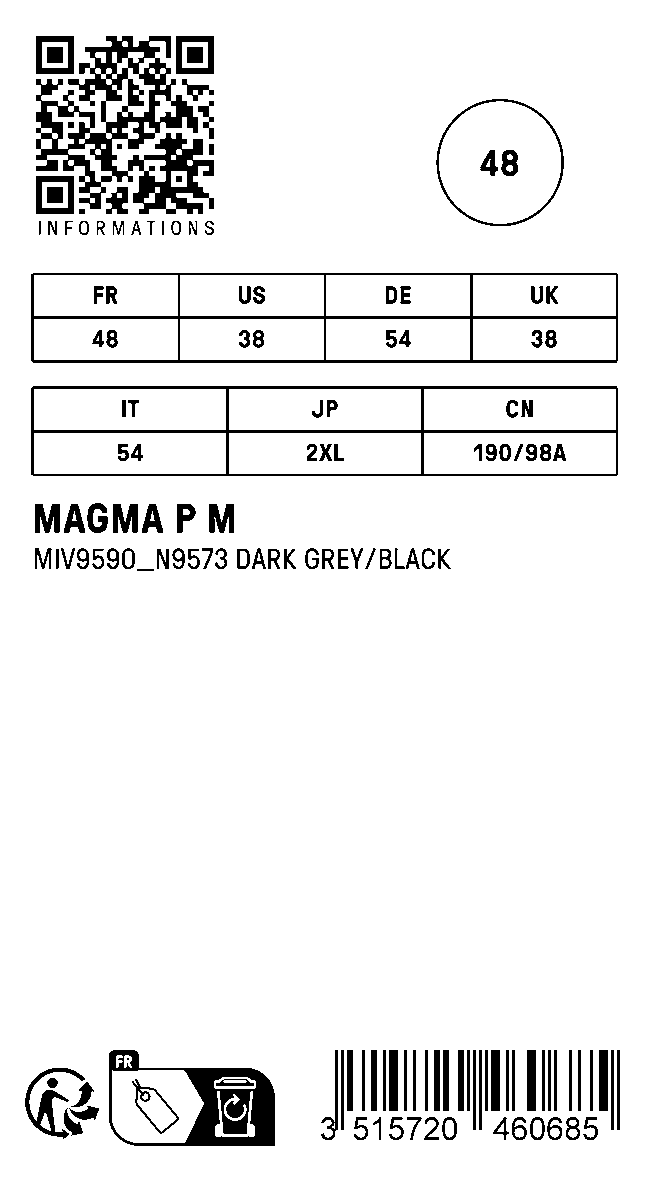 INFORMATIONS
48
FR US DE UK
48 38 54 38
IT JP CN
54 2XL 190/98A
MAGMA P M
MIV9590_N9573 DARK GREY/BLACK
FR
3 515720 460685